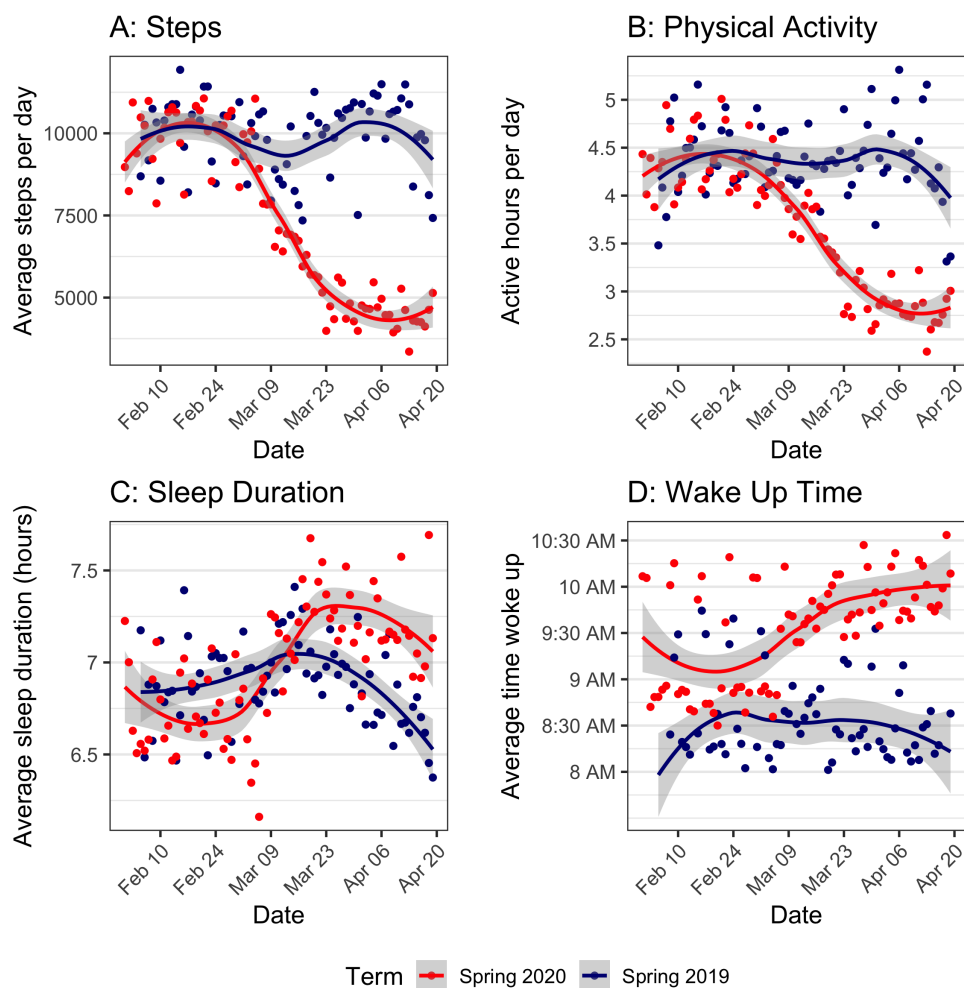 A: Steps
Average steps per day
10000
7500
5000
Feb 10
Feb 24
Mar 09
Mar 23
Apr 06
Apr 20
Date
B: Physical Activity
Active hours per day
5
4.5
4
3.5
3
2.5
Feb 10
Feb 24
Mar 09
Mar 23
Apr 06
Apr 20
Date
C: Sleep Duration
Average sleep duration (hours)
7.5
7
6.5
Feb 10
Feb 24
Mar 09
Mar 23
Apr 06
Apr 20
Date
D: Wake Up Time
Average time woke up
10:30 AM
10 AM
9:30 AM
9 AM
8:30 AM
8 AM
Feb 10
Feb 24
Mar 09
Mar 23
Apr 06
Apr 20
Date
Term Spring 2020 Spring 2019